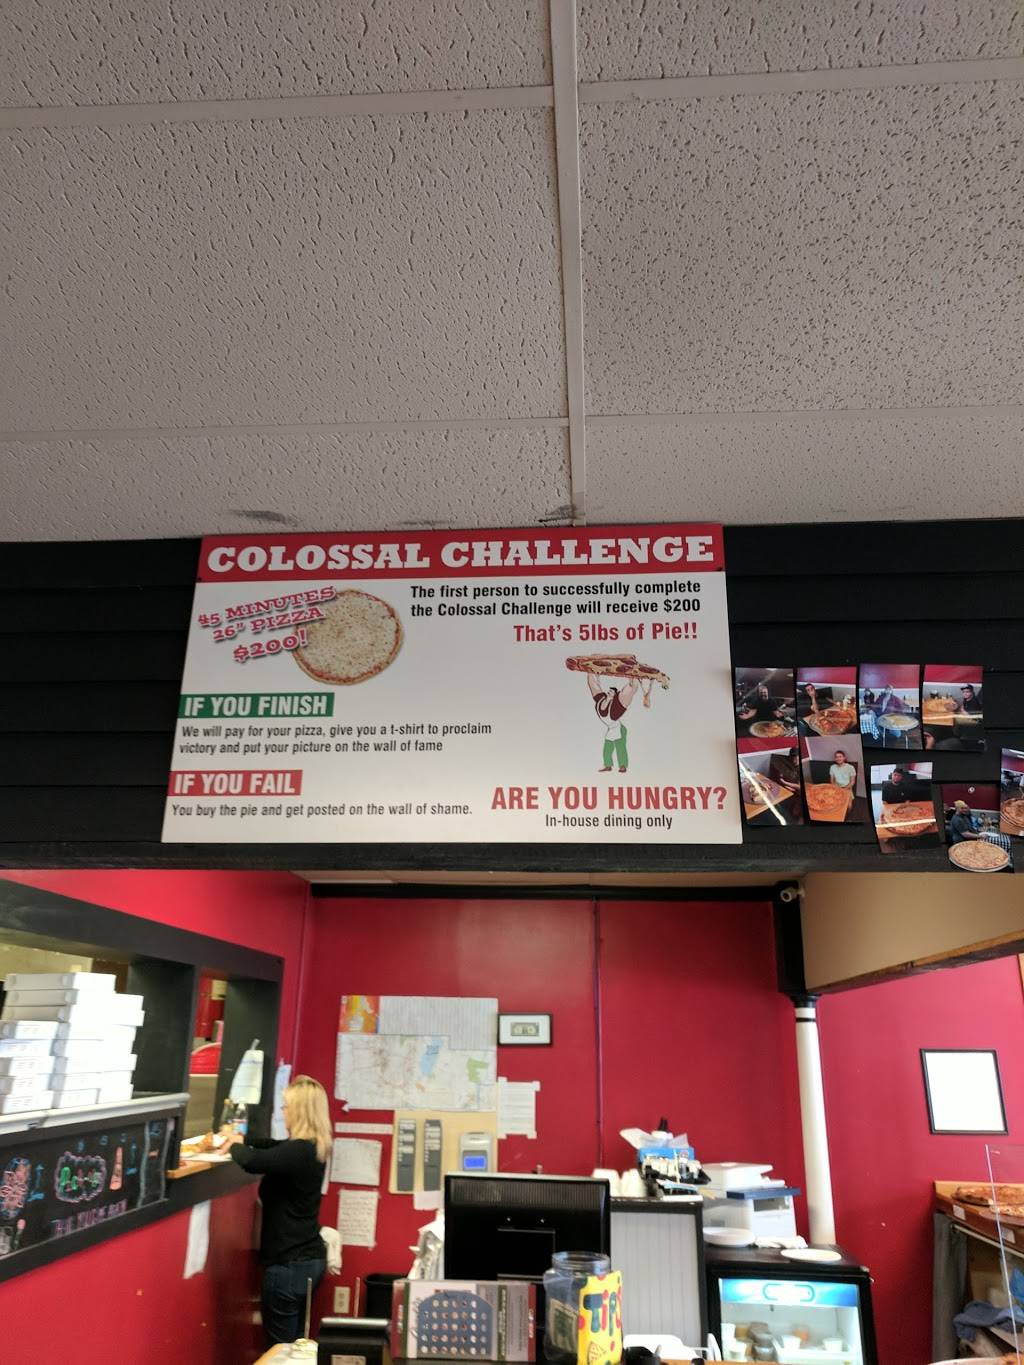 COLOSSAL CHALLENGE
45 MINUTES
26" PIZZA
$200!
The first person to successfully complete
the Colossal Challenge will receive $200
That's 5lbs of Pie!!
IF YOU FINISH
We will pay for your pizza, give you a t-shirt to proclaim
victory and put your picture on the wall of fame
IF YOU FAIL
You buy the pie and get posted on the wall of shame.
ARE YOU HUNGRY?
In-house dining only
TIPS